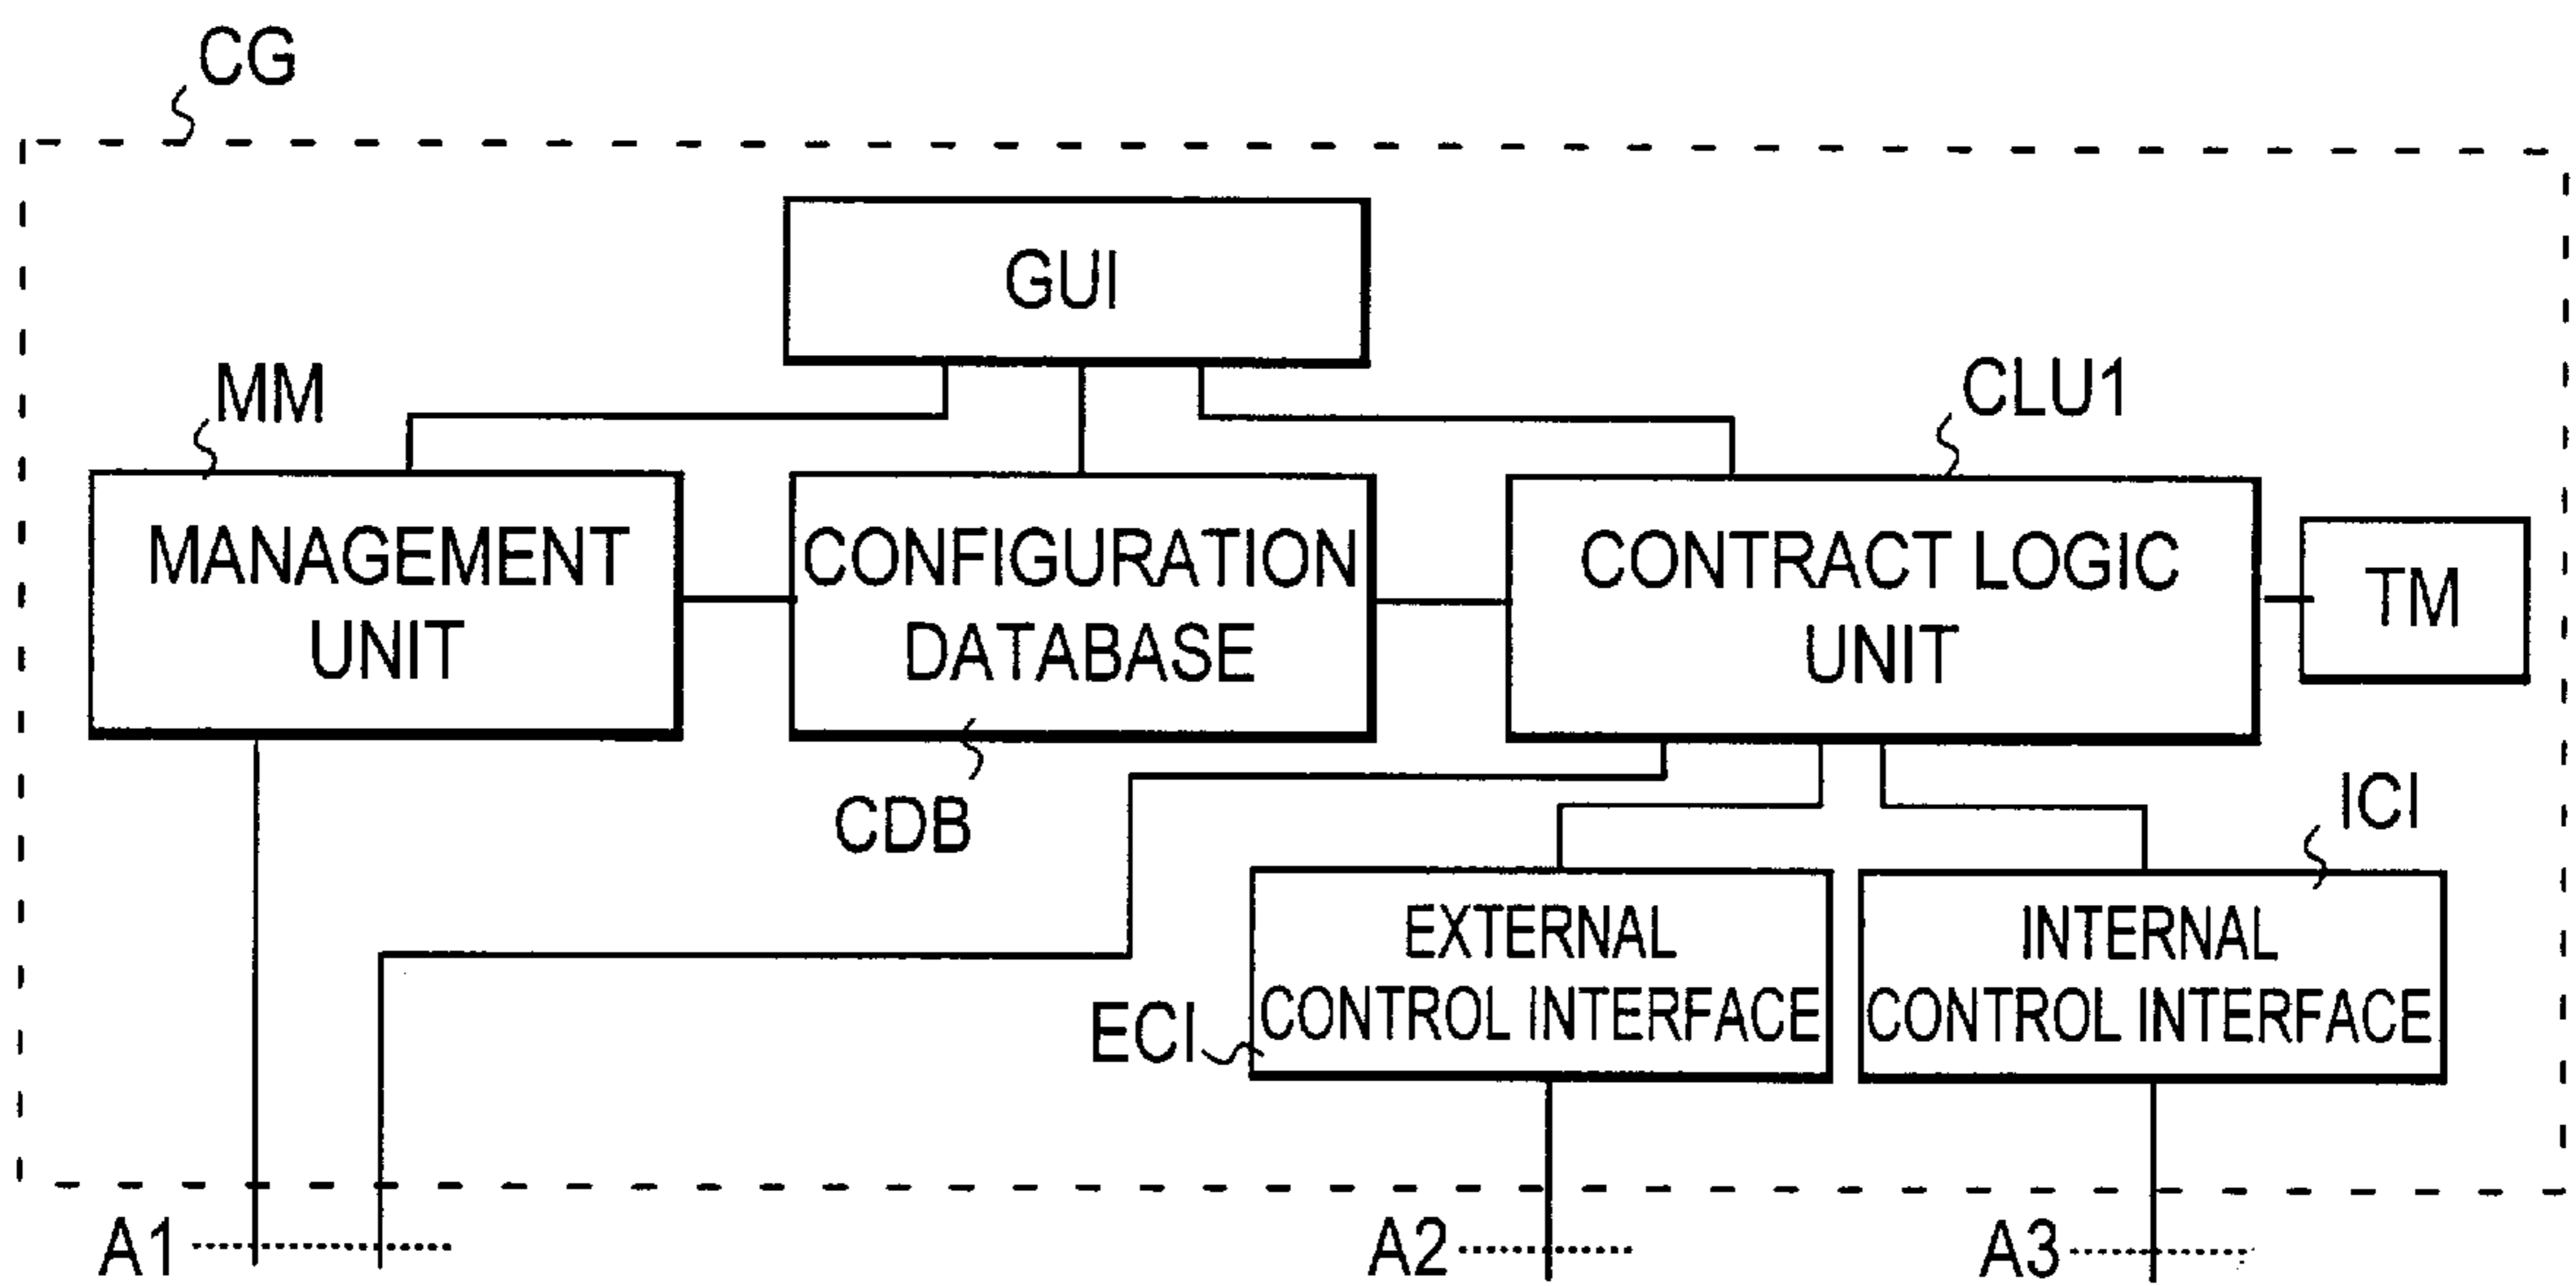 CG
GUI
MM
CLU1
MANAGEMENT
UNIT
CONFIGURATION
DATABASE
CONTRACT LOGIC
UNIT
TM
CDB
ICI
EXTERNAL
CONTROL INTERFACE
INTERNAL
CONTROL INTERFACE
ECI
A1
A2
A3